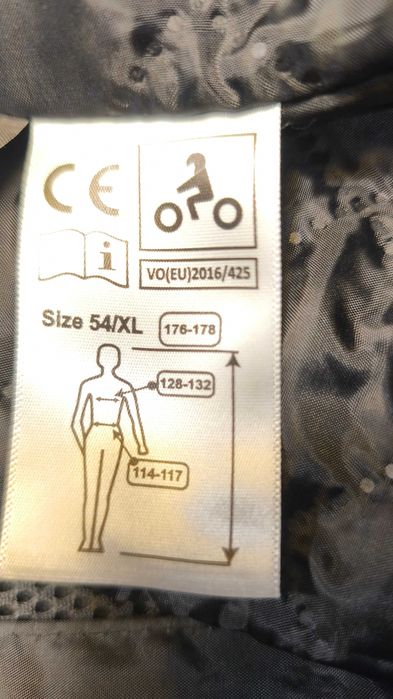 CE
i
VO(EU)2016/425
Size 54/XL 176-178
128-132
114-117